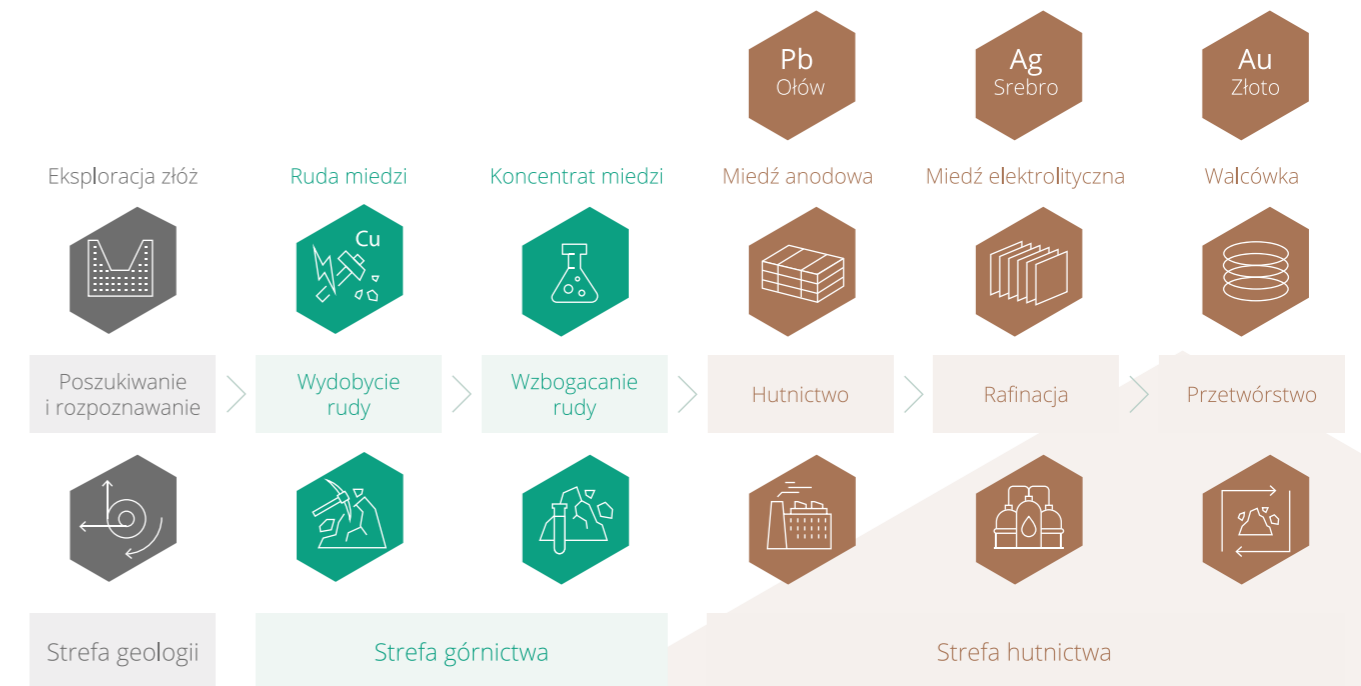 Pb
Ołów
Ag
Srebro
Au
Złoto
Eksploracja złóż
Ruda miedzi
Koncentrat miedzi
Miedź anodowa
Miedź elektrolityczna
Walcówka
Cu
Poszukiwanie
i rozpoznawanie
Wydobycie
rudy
Wzbogacanie
rudy
Hutnictwo
Rafinacja
Przetwórstwo
Strefa geologii
Strefa górnictwa
Strefa hutnictwa